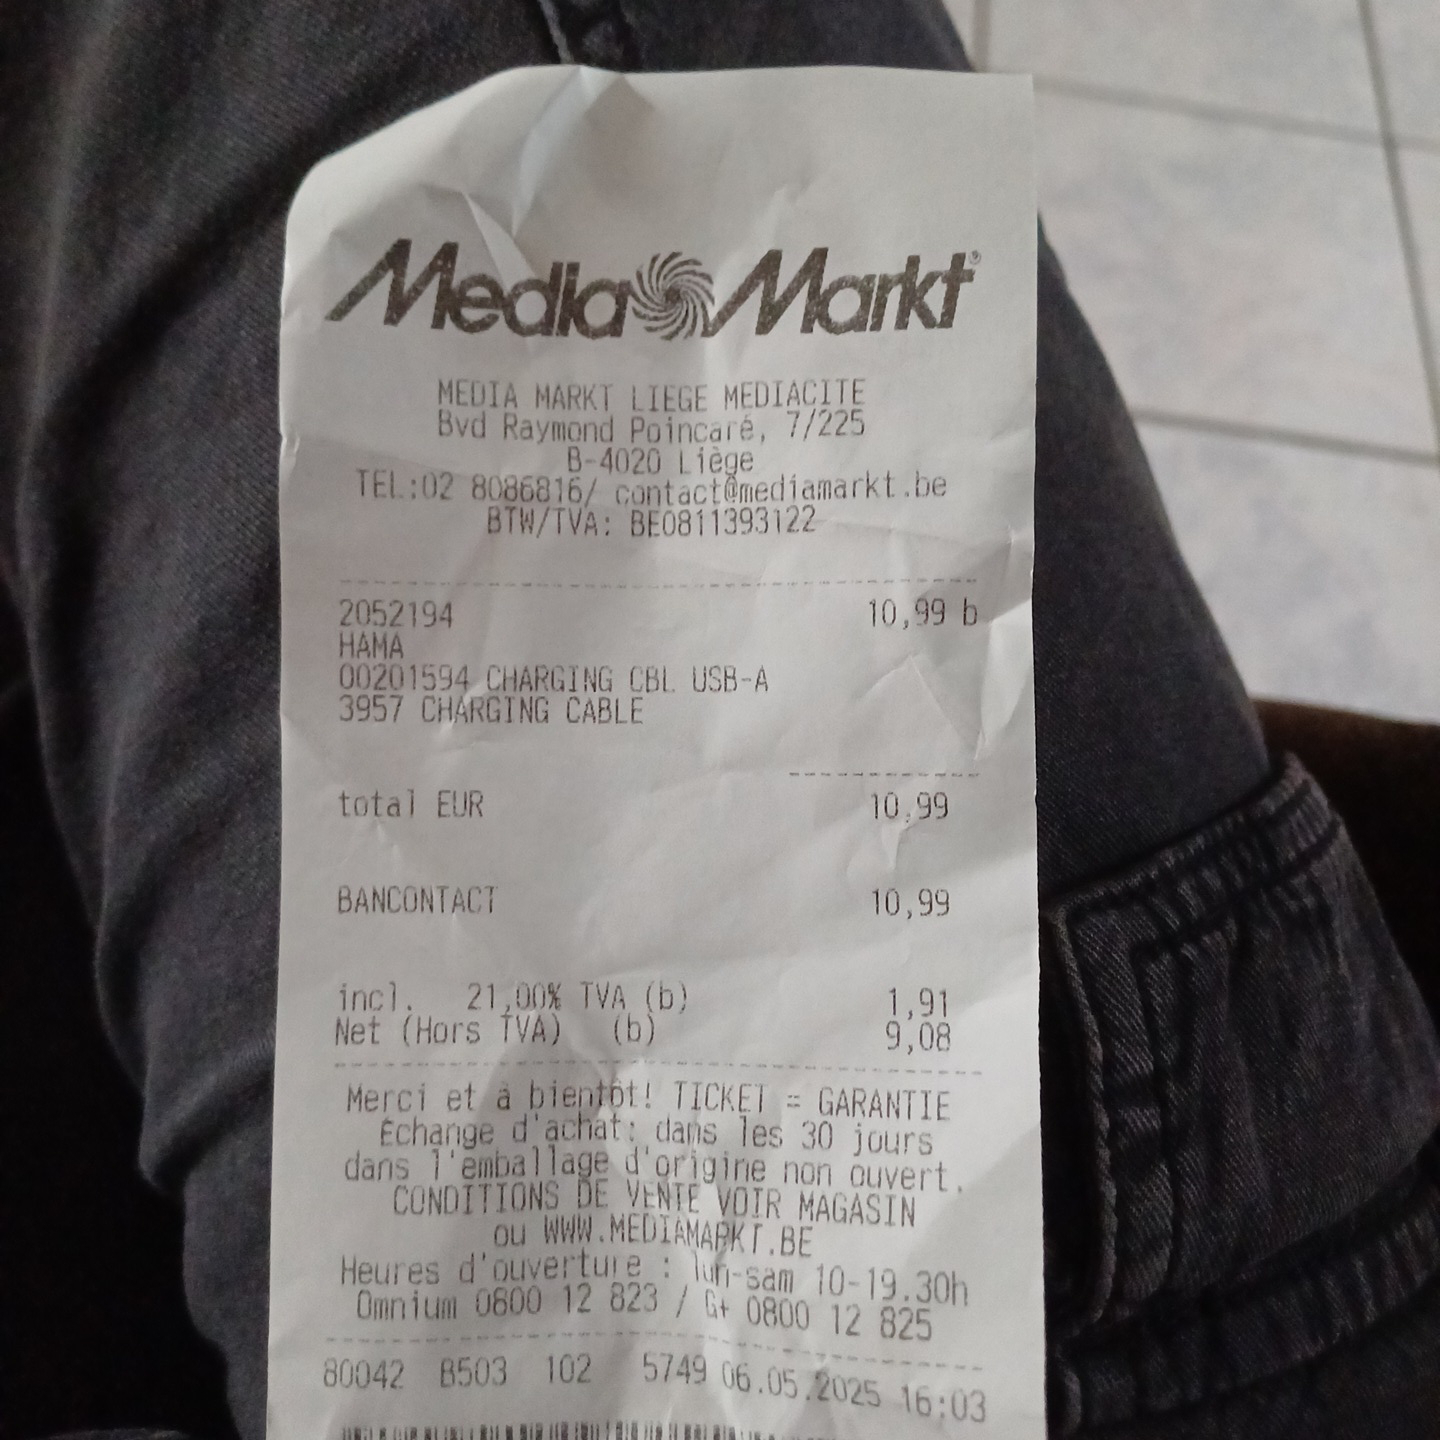 Media Markt®
MEDIA MARKT LIEGE MEDIACITE
Bvd Raymond Poincaré, 7/225
B-4020 Liège
TEL:02 8086816/ contact@mediamarkt.be
BTW/TVA: BE0811393122
2052194 10,99 b
HAMA
00201594 CHARGING CBL USB-A
3957 CHARGING CABLE
total EUR 10,99
BANCONTACT 10,99
incl. 21,00% TVA (b) 1,91
Net (Hors TVA) (b) 9,08
Merci et à bientôt! TICKET = GARANTIE
Échange d'achat: dans les 30 jours
dans l'emballage d'origine non ouvert.
CONDITIONS DE VENTE VOIR MAGASIN
ou WWW.MEDIAMARKT.BE
Heures d'ouverture : lun-sam 10-19.30h
Omnium 0800 12 823 / G+ 0800 12 825
80042 B503 102 5749 06.05.2025 16:03